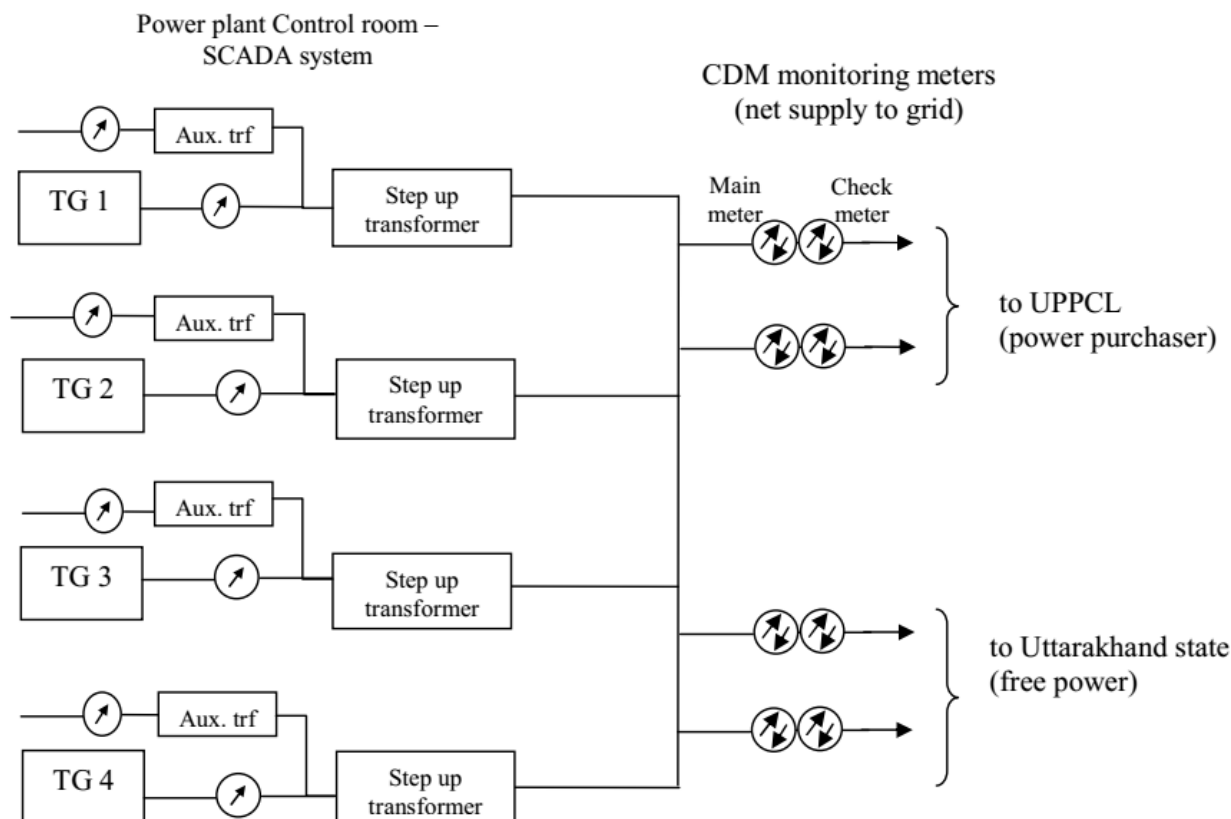 Power plant Control room –
SCADA system
CDM monitoring meters
(net supply to grid)
Aux. trf
TG 1
Step up
transformer
Main
meter
Check
meter
Aux. trf
TG 2
Step up
transformer
to UPPCL
(power purchaser)
Aux. trf
TG 3
Step up
transformer
to Uttarakhand state
(free power)
Aux. trf
TG 4
Step up
transformer